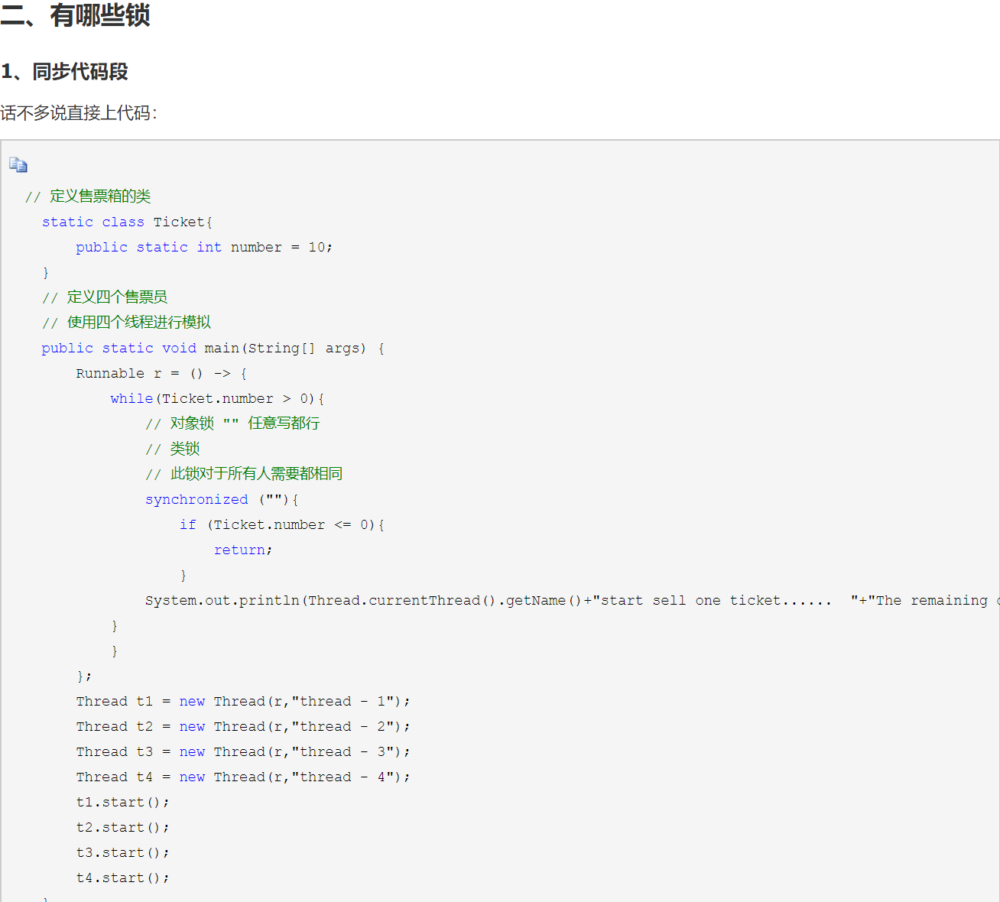 二、有哪些锁
1、同步代码段
话不多说直接上代码：
// 定义售票箱的类
static class Ticket{
public static int number = 10;
}
// 定义四个售票员
// 使用四个线程进行模拟
public static void main(String[] args) {
Runnable r = () -> {
while(Ticket.number > 0){
// 对象锁 "" 任意写都行
// 类锁
// 此锁对于所有人需要都相同
synchronized (""){
if (Ticket.number <= 0){
return;
}
System.out.println(Thread.currentThread().getName()+"start sell one ticket...... "+"The remaining
}
}
};
Thread t1 = new Thread(r,"thread - 1");
Thread t2 = new Thread(r,"thread - 2");
Thread t3 = new Thread(r,"thread - 3");
Thread t4 = new Thread(r,"thread - 4");
t1.start();
t2.start();
t3.start();
t4.start();